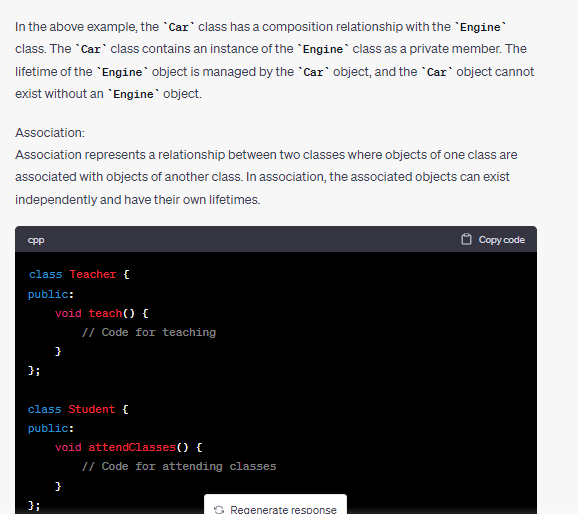 In the above example, the `Car` class has a composition relationship with the `Engine`
class. The `Car` class contains an instance of the `Engine` class as a private member. The
lifetime of the `Engine` object is managed by the `Car` object, and the `Car` object cannot
exist without an `Engine` object.
Association:
Association represents a relationship between two classes where objects of one class are
associated with objects of another class. In association, the associated objects can exist
independently and have their own lifetimes.
cpp Copy code
class Teacher {
public:
    void teach() {
        // Code for teaching
    }
};
class Student {
public:
    void attendClasses() {
        // Code for attending classes
    }
};
Regenerate response